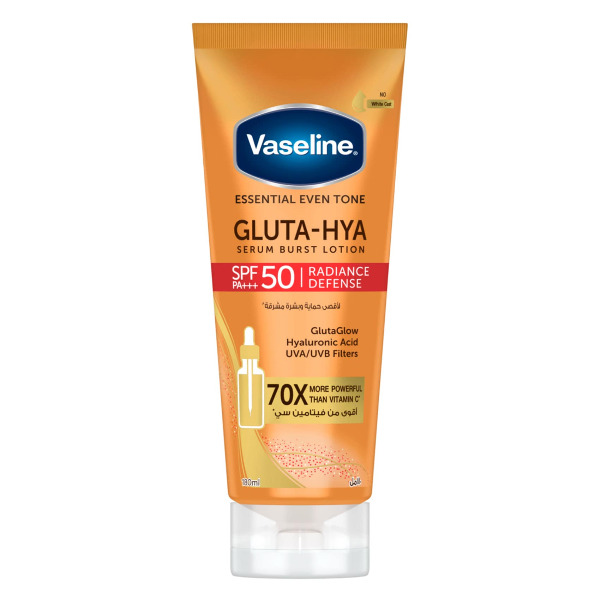 NO
White Cast
Vaseline®
ESSENTIAL EVEN TONE
GLUTA-HYA
SERUM BURST LOTION
SPF 50 | RADIANCE
PA+++ DEFENSE
لأقصى حماية وبشرة مشرقة*
GlutaGlow
Hyaluronic Acid
UVA/UVB Filters
70X MORE POWERFUL
THAN VITAMIN C*
أقوى من فيتامين سي*
180ml